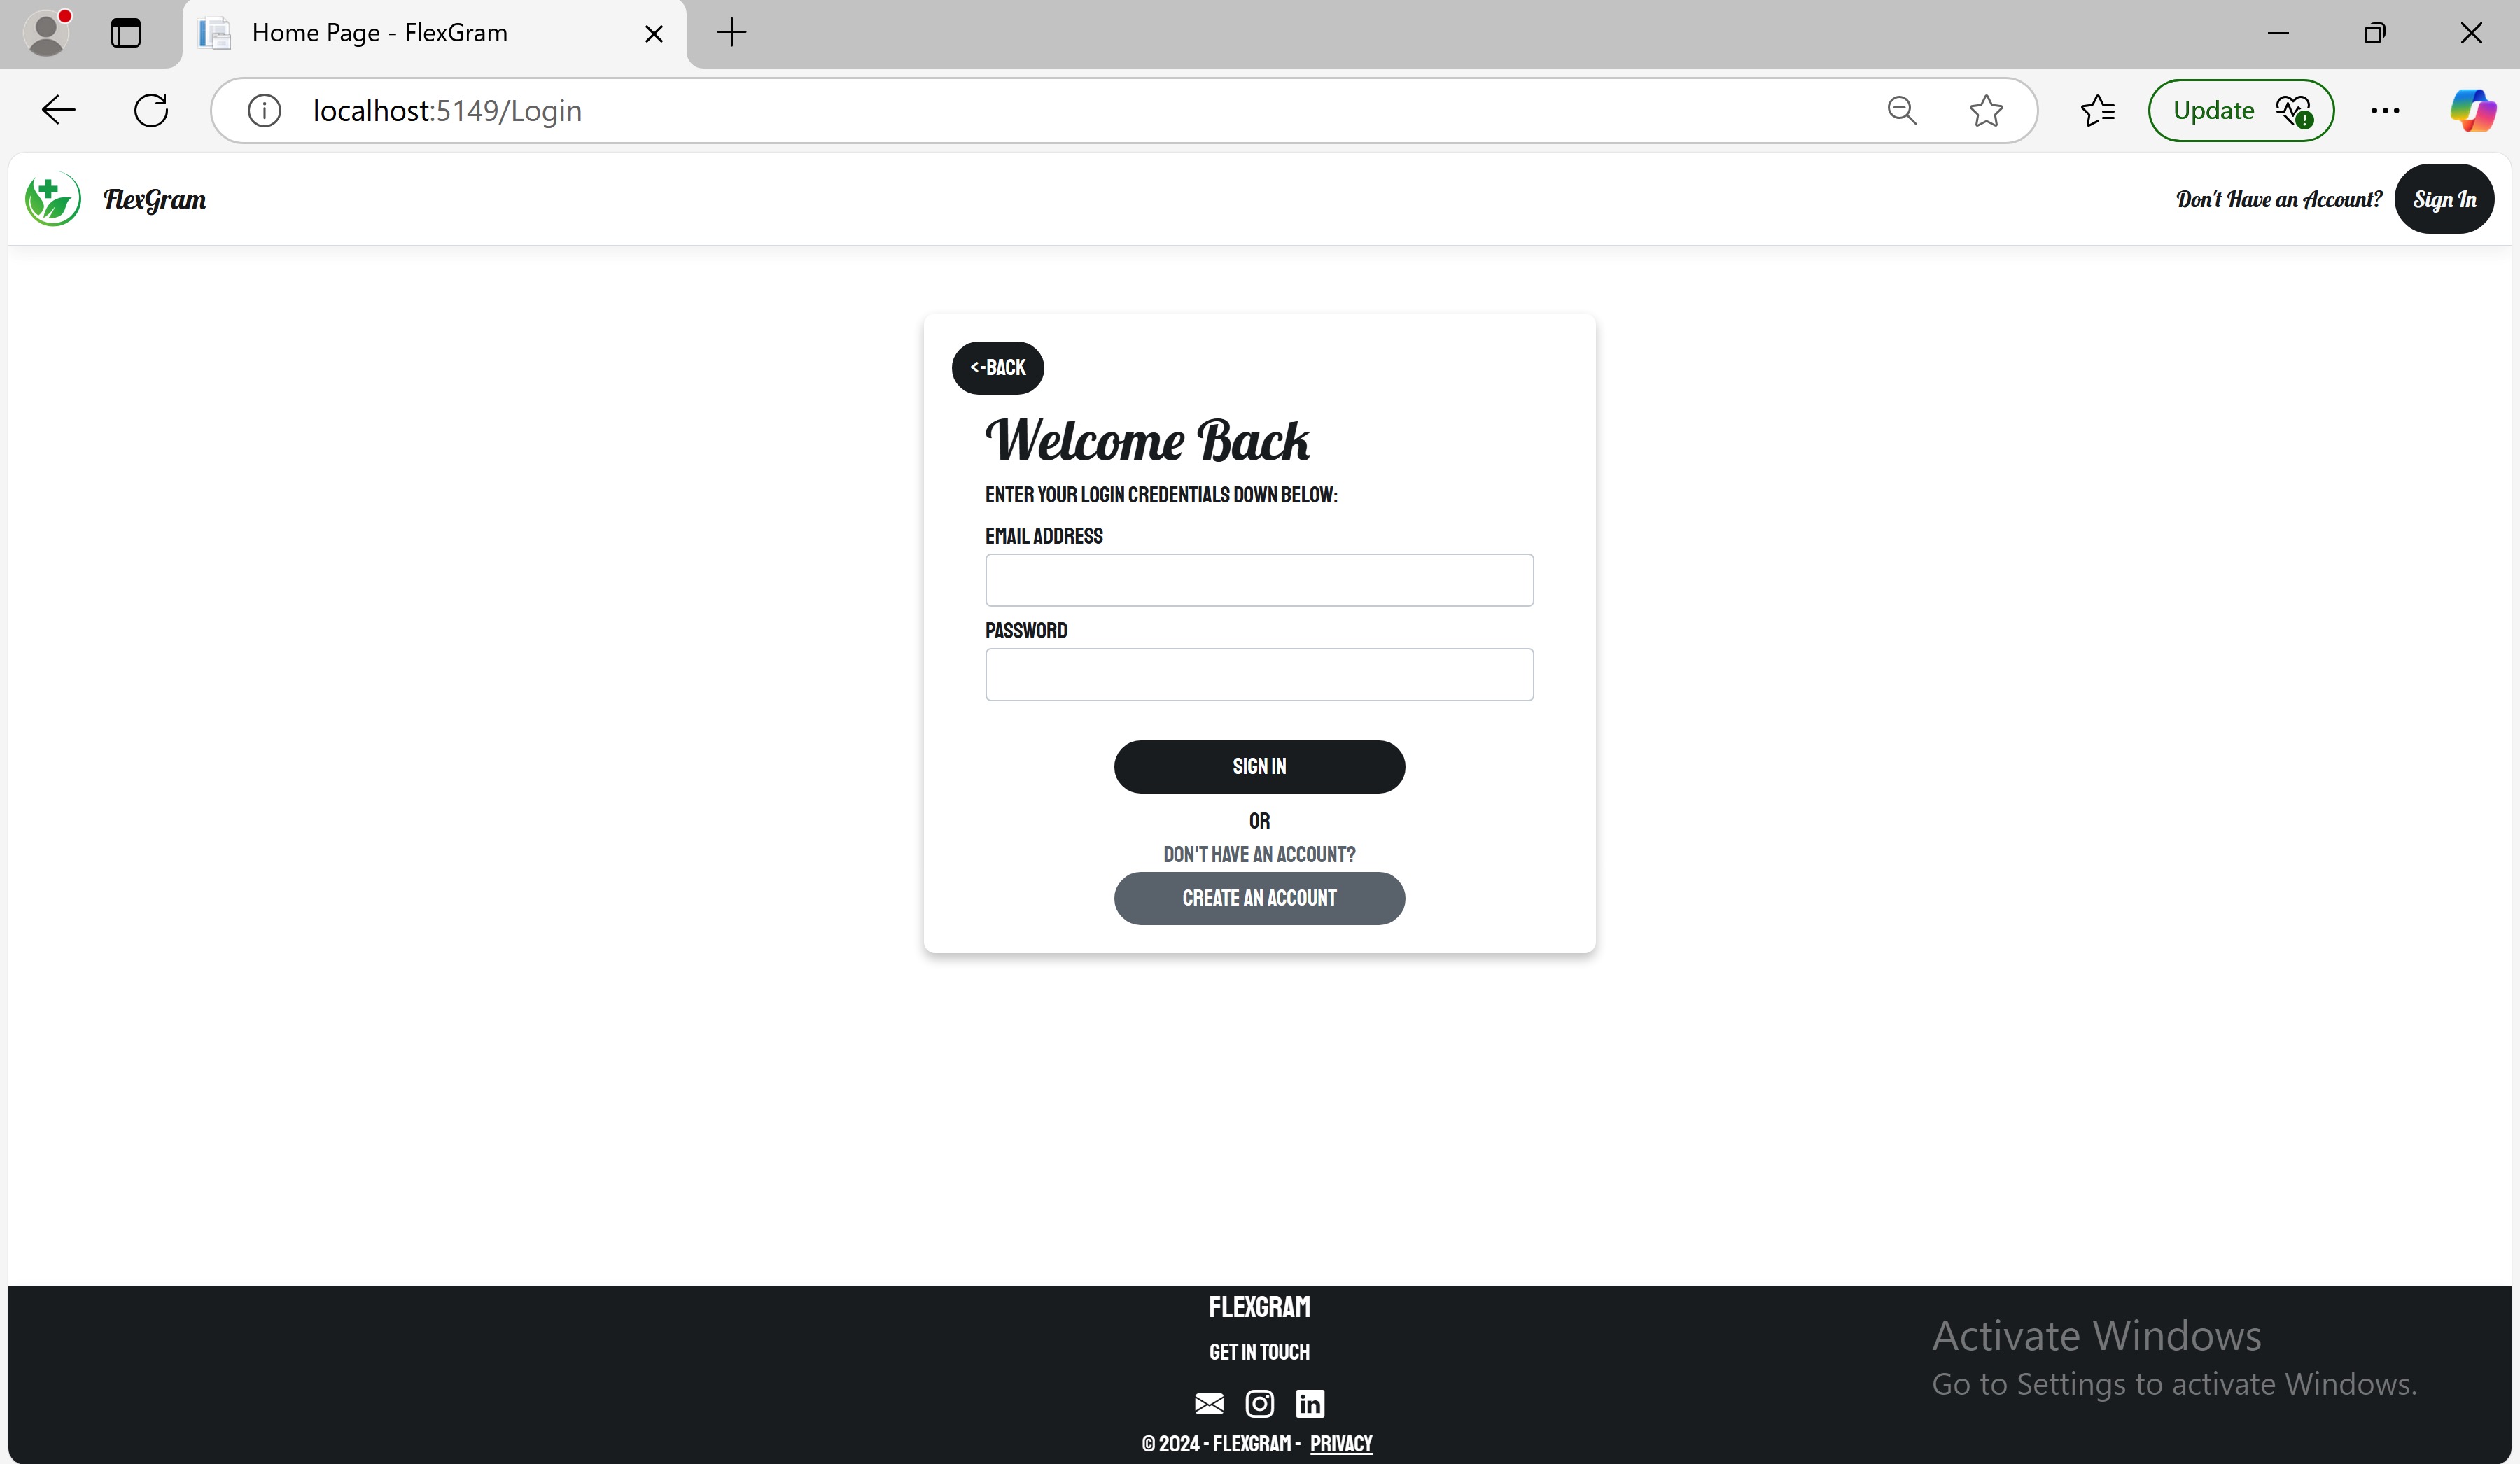 Home Page - FlexGram
localhost:5149/Login
Update
FlexGram
Don't Have an Account?
Sign In
<-BACK
Welcome Back
ENTER YOUR LOGIN CREDENTIALS DOWN BELOW:
EMAIL ADDRESS
PASSWORD
SIGN IN
OR
DON'T HAVE AN ACCOUNT?
CREATE AN ACCOUNT
FLEXGRAM
GET IN TOUCH
© 2024 - FLEXGRAM - PRIVACY
Activate Windows
Go to Settings to activate Windows.